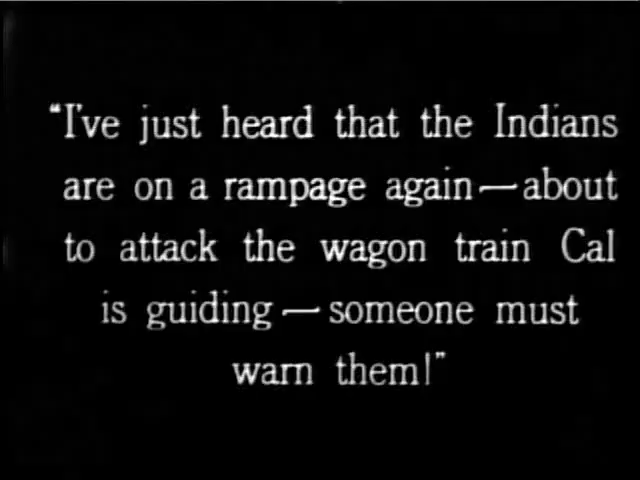 "I've just heard that the Indians
are on a rampage again—about
to attack the wagon train Cal
is guiding—someone must
warn them!"